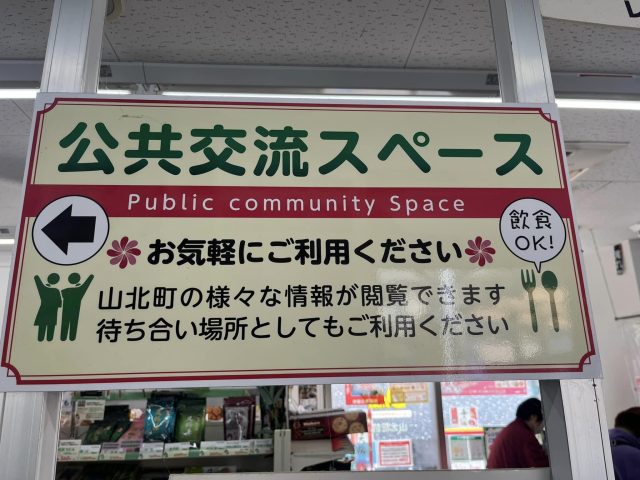 公共交流スペース
Public community Space
飲食
OK!
お気軽にご利用ください
山北町の様々な情報が閲覧できます
待ち合い場所としてもご利用ください